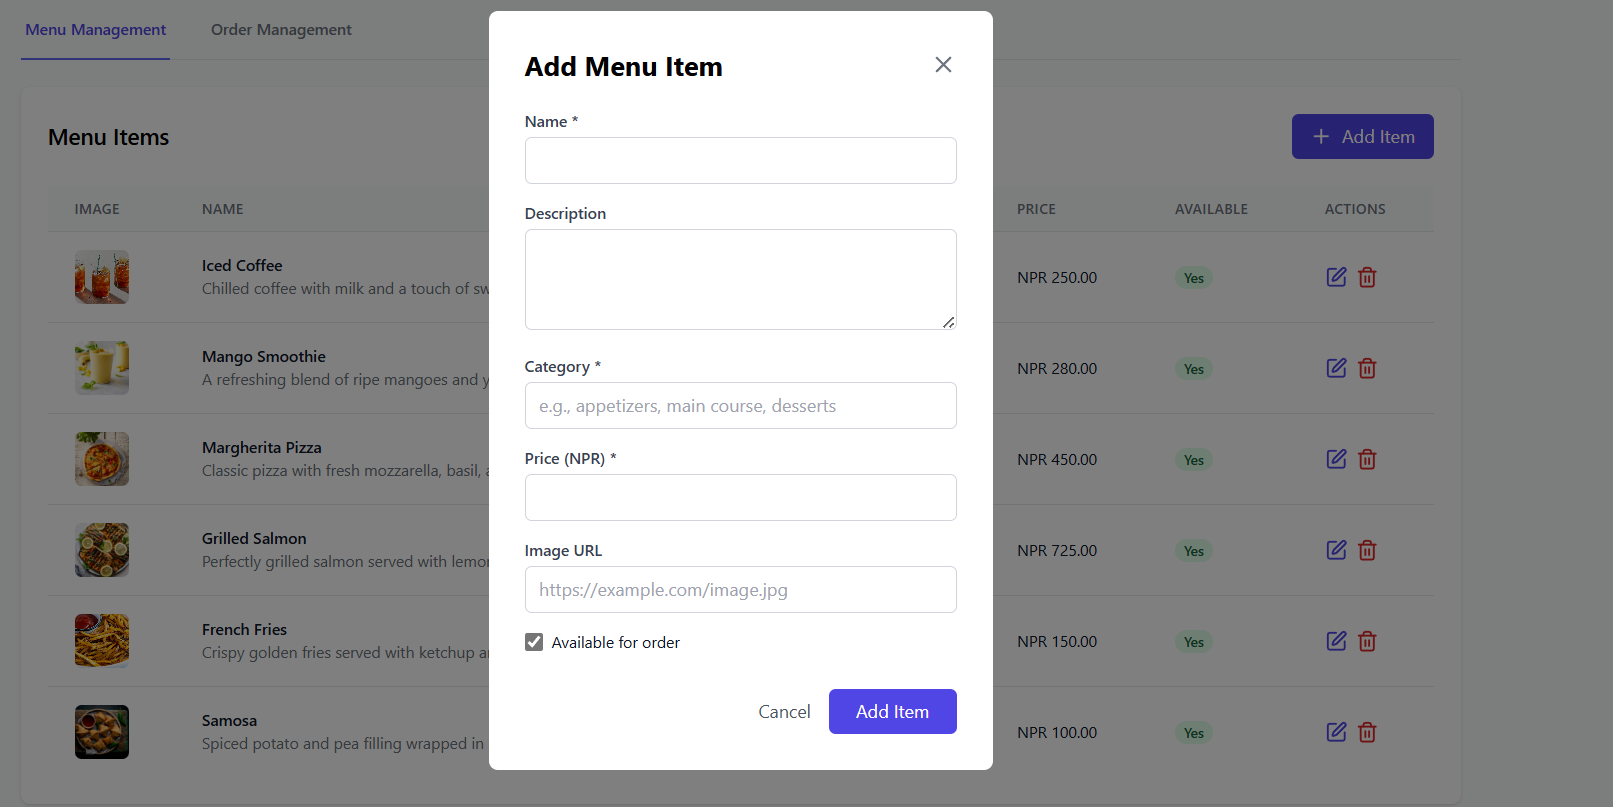 Menu Management
Order Management
Menu Items
Add Item
IMAGE NAME PRICE AVAILABLE ACTIONS
Iced Coffee
Chilled coffee with milk and a touch of
NPR 250.00 Yes
Mango Smoothie
A refreshing blend of ripe mangoes and
NPR 280.00 Yes
Margherita Pizza
Classic pizza with fresh mozzarella, basil,
NPR 450.00 Yes
Grilled Salmon
Perfectly grilled salmon served with
NPR 725.00 Yes
French Fries
Crispy golden fries served with ketchup
NPR 150.00 Yes
Samosa
Spiced potato and pea filling wrapped in
NPR 100.00 Yes
Add Menu Item
Name *
Description
Category *
e.g., appetizers, main course, desserts
Price (NPR) *
Image URL
https://example.com/image.jpg
Available for order
Cancel
Add Item